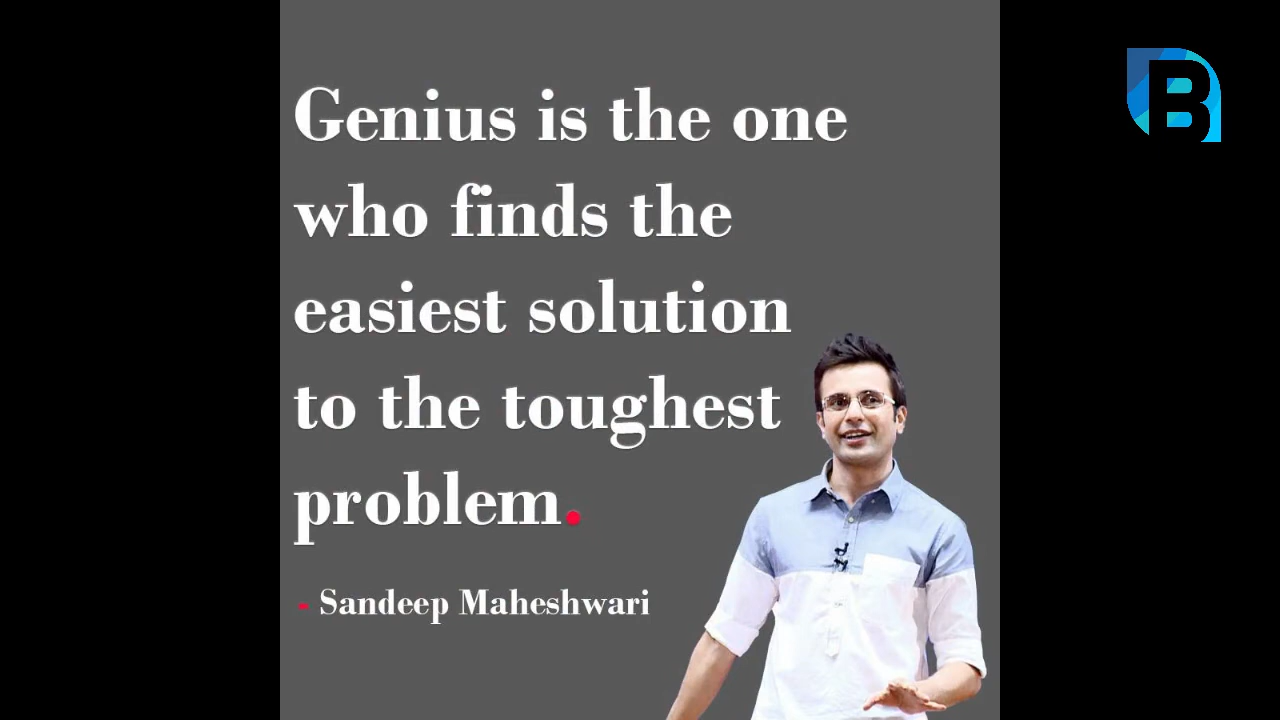 Genius is the one
who finds the
easiest solution
to the toughest
problem.
- Sandeep Maheshwari
B